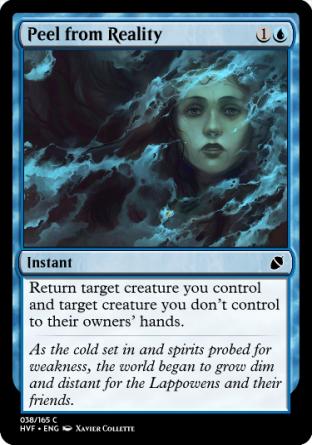 Peel from Reality 1
Instant
Return target creature you control
and target creature you don't control
to their owners' hands.
As the cold set in and spirits probed for
weakness, the world began to grow dim
and distant for the Lappowens and their
friends.
038/165 C
HVF • ENG Xavier Collette